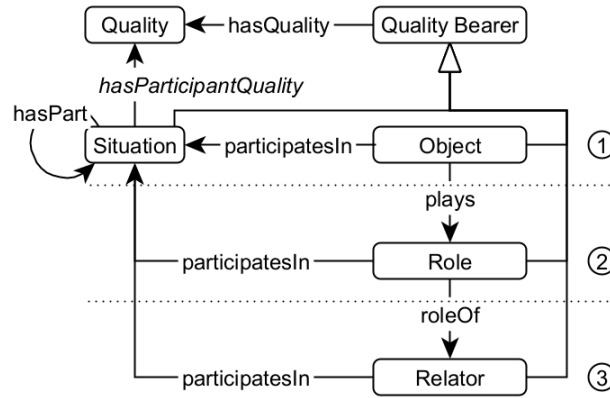 Quality hasQuality Quality Bearer
hasParticipantQuality
hasPart
Situation participatesIn Object 1
plays
participatesIn Role 2
roleOf
participatesIn Relator 3